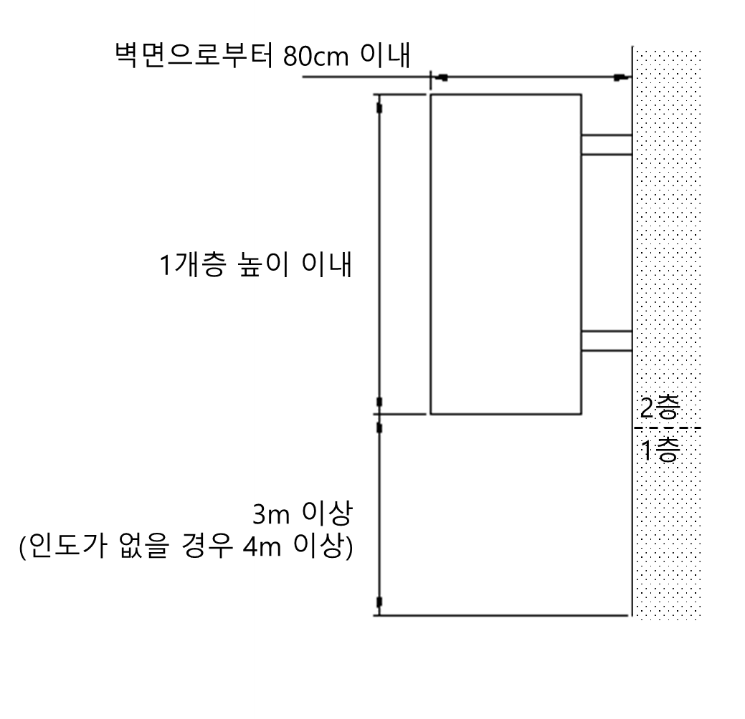 벽면으로부터 80cm 이내
1개층 높이 이내
2층
1층
3m 이상
(인도가 없을 경우 4m 이상)